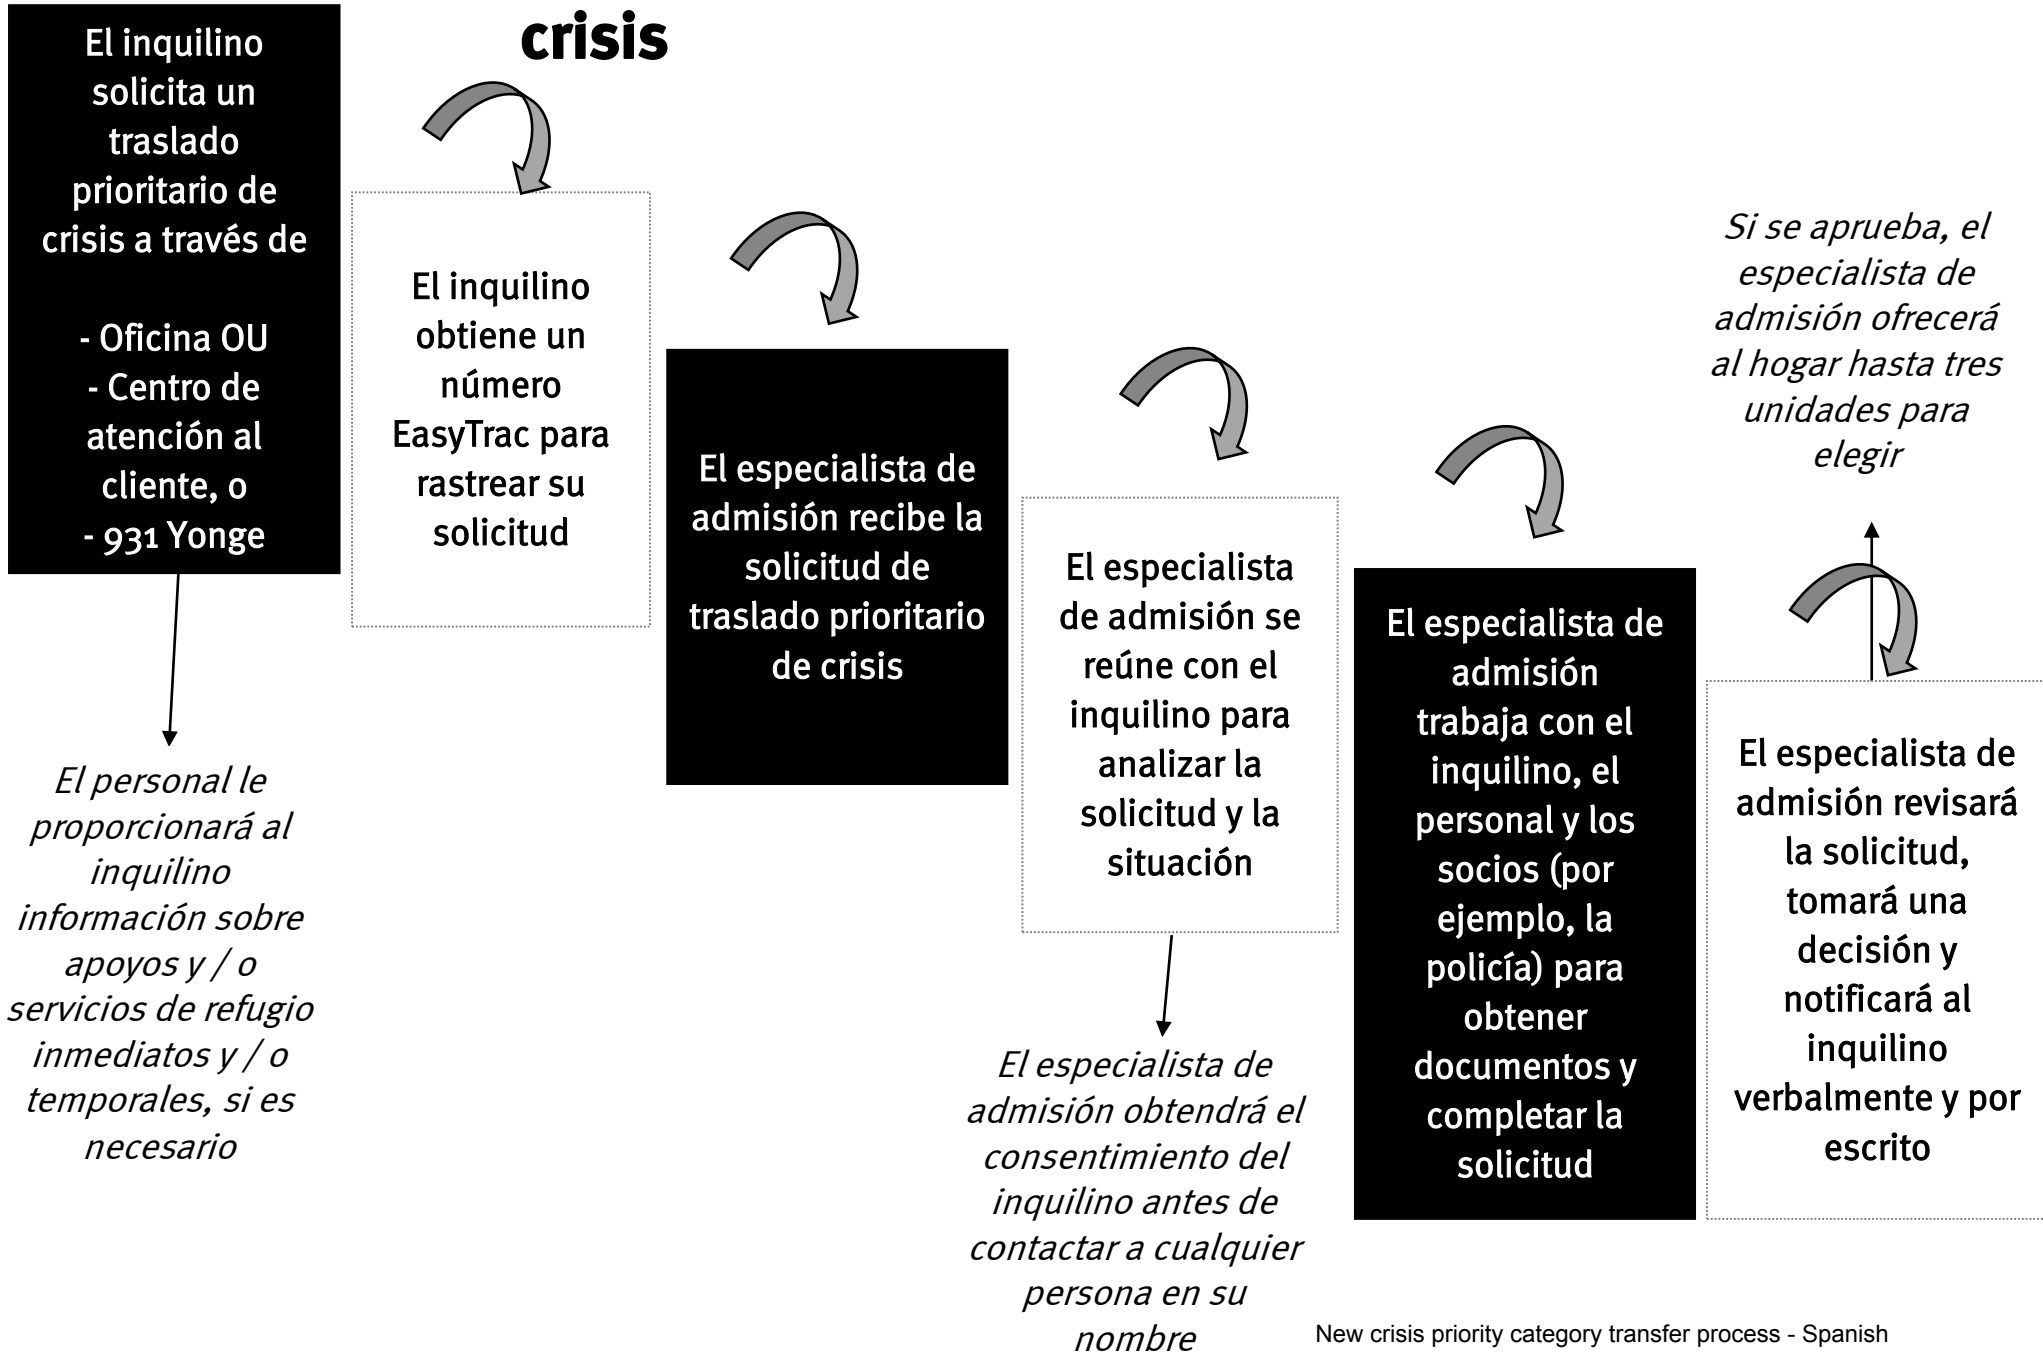 crisis
El inquilino
solicita un
traslado
prioritario de
crisis a través de
- Oficina OU
- Centro de
atención al
cliente, o
- 931 Yonge
El personal le
proporcionará al
inquilino
información sobre
apoyos y / o
servicios de refugio
inmediatos y / o
temporales, si es
necesario
El inquilino
obtiene un
número
EasyTrac para
rastrear su
solicitud
El especialista de
admisión recibe la
solicitud de
traslado prioritario
de crisis
El especialista
de admisión se
reúne con el
inquilino para
analizar la
solicitud y la
situación
El especialista de
admisión obtendrá el
consentimiento del
inquilino antes de
contactar a cualquier
persona en su
nombre
El especialista de
admisión
trabaja con el
inquilino, el
personal y los
socios (por
ejemplo, la
policía) para
obtener
documentos y
completar la
solicitud
El especialista de
admisión revisará
la solicitud,
tomará una
decisión y
notificará al
inquilino
verbalmente y por
escrito
Si se aprueba, el
especialista de
admisión ofrecerá
al hogar hasta tres
unidades para
elegir
New crisis priority category transfer process - Spanish